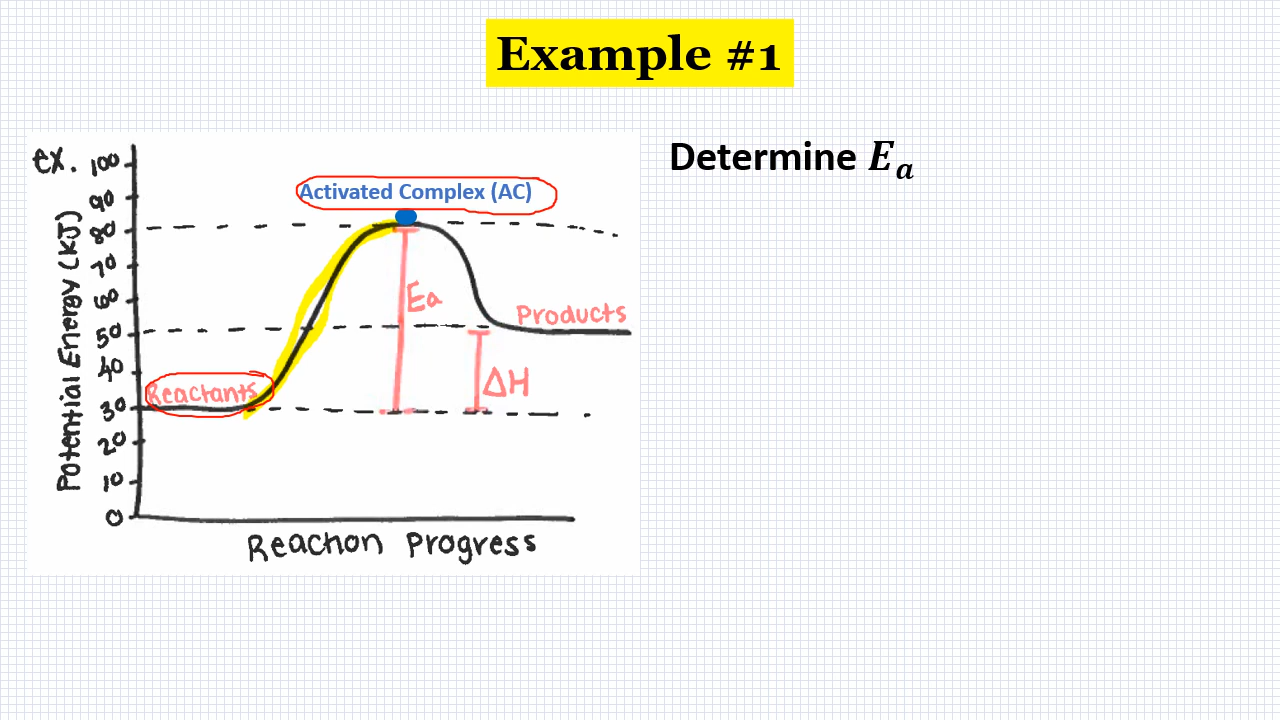 Example #1
ex.
Determine Eₐ
100
90
80
70
60
50
40
30
20
10
0
Potential Energy (KJ)
Activated Complex (AC)
Ea
Products
ΔH
Reactants
Reaction Progress